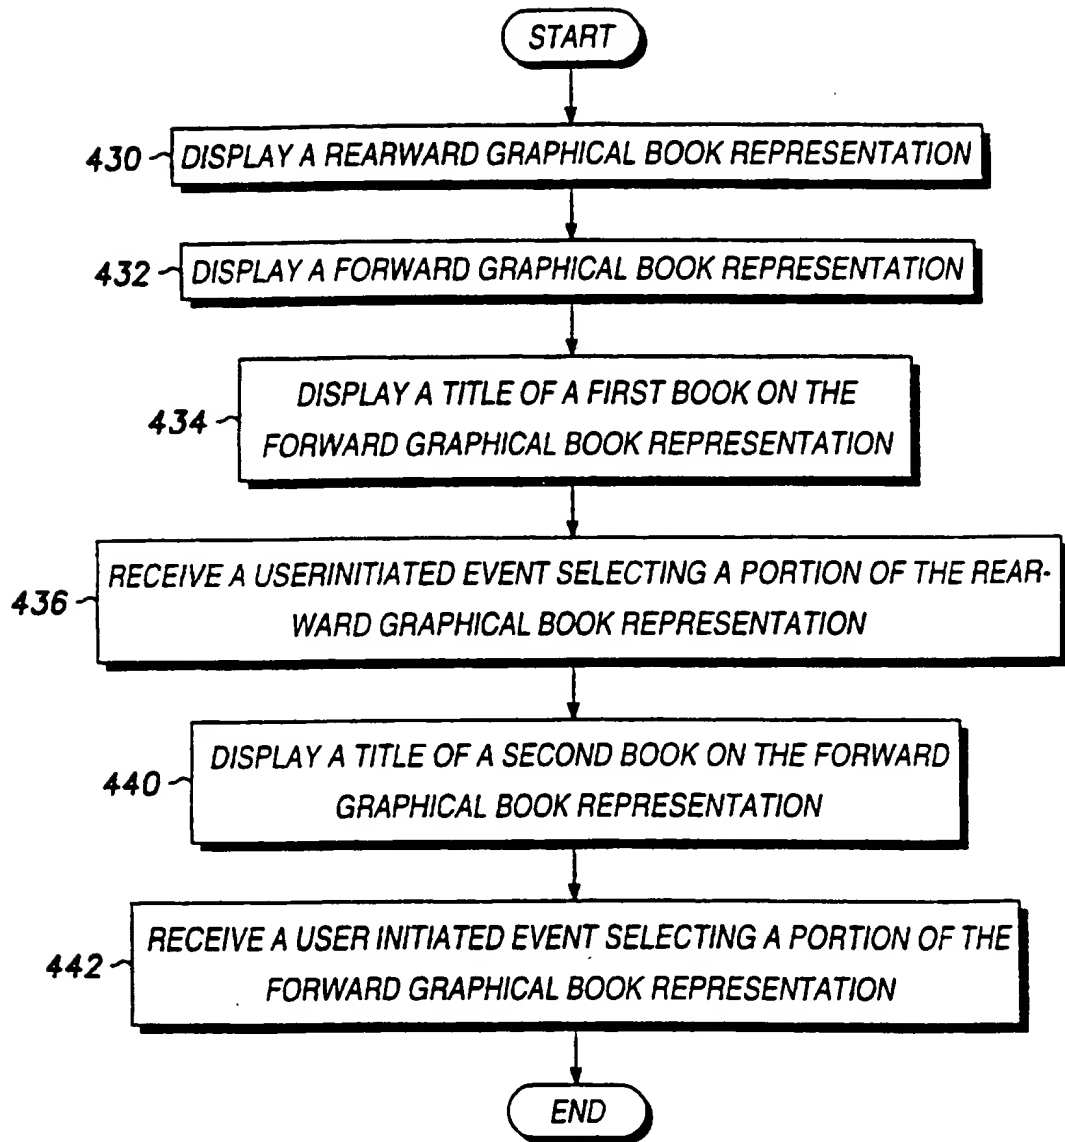 START
430 DISPLAY A REARWARD GRAPHICAL BOOK REPRESENTATION
432 DISPLAY A FORWARD GRAPHICAL BOOK REPRESENTATION
DISPLAY A TITLE OF A FIRST BOOK ON THE
434
FORWARD GRAPHICAL BOOK REPRESENTATION
RECEIVE A USERINITIATED EVENT SELECTING A PORTION OF THE REAR-
436
WARD GRAPHICAL BOOK REPRESENTATION
DISPLAY A TITLE OF A SECOND BOOK ON THE FORWARD
440
GRAPHICAL BOOK REPRESENTATION
RECEIVE A USER INITIATED EVENT SELECTING A PORTION OF THE
442
FORWARD GRAPHICAL BOOK REPRESENTATION
END